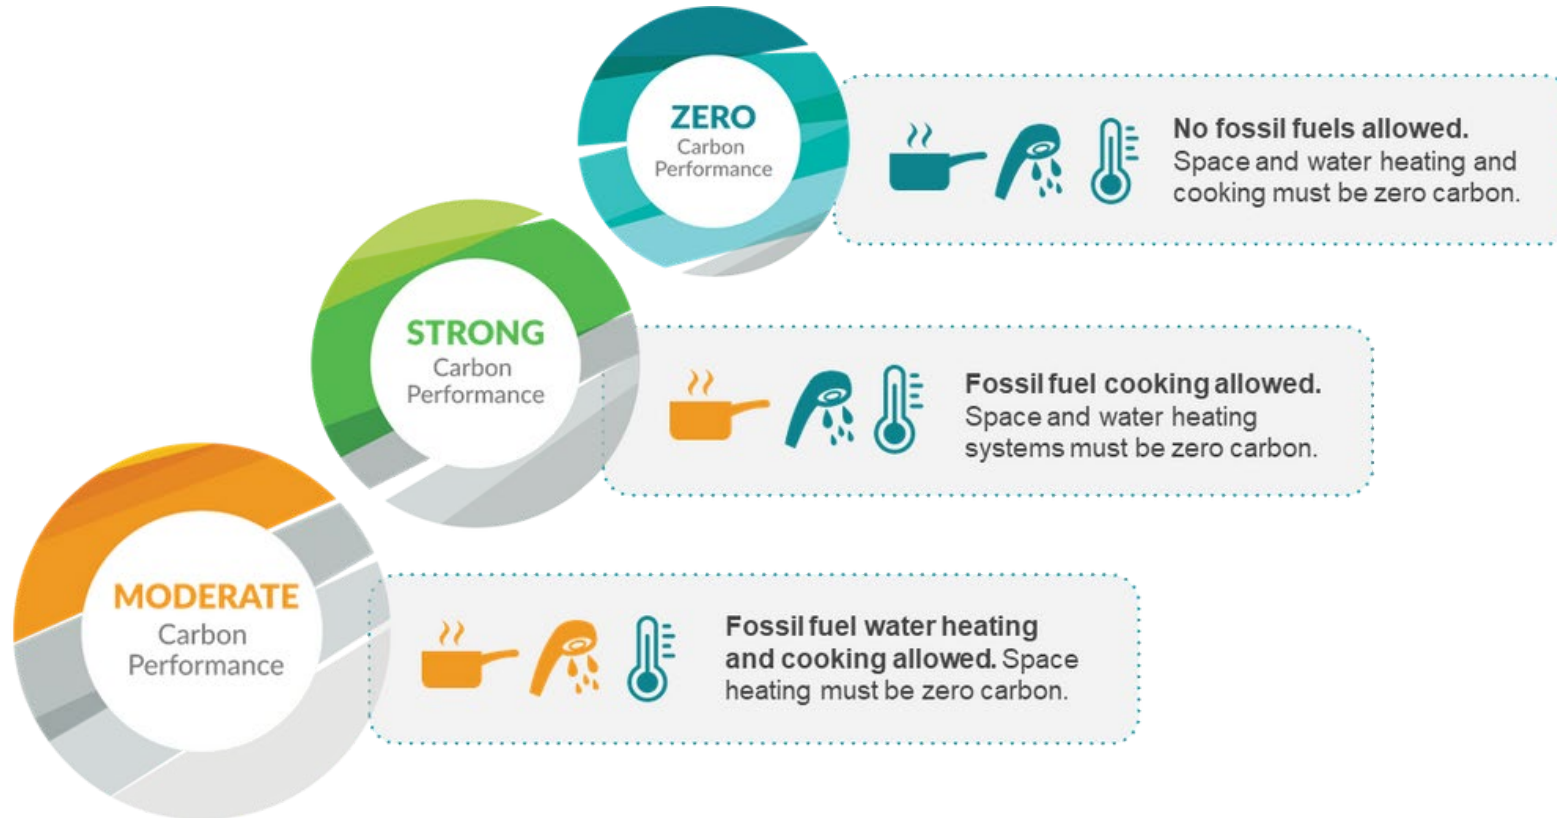 ZERO
Carbon
Performance
No fossil fuels allowed.
Space and water heating and
cooking must be zero carbon.
STRONG
Carbon
Performance
Fossil fuel cooking allowed.
Space and water heating
systems must be zero carbon.
MODERATE
Carbon
Performance
Fossil fuel water heating
and cooking allowed. Space
heating must be zero carbon.